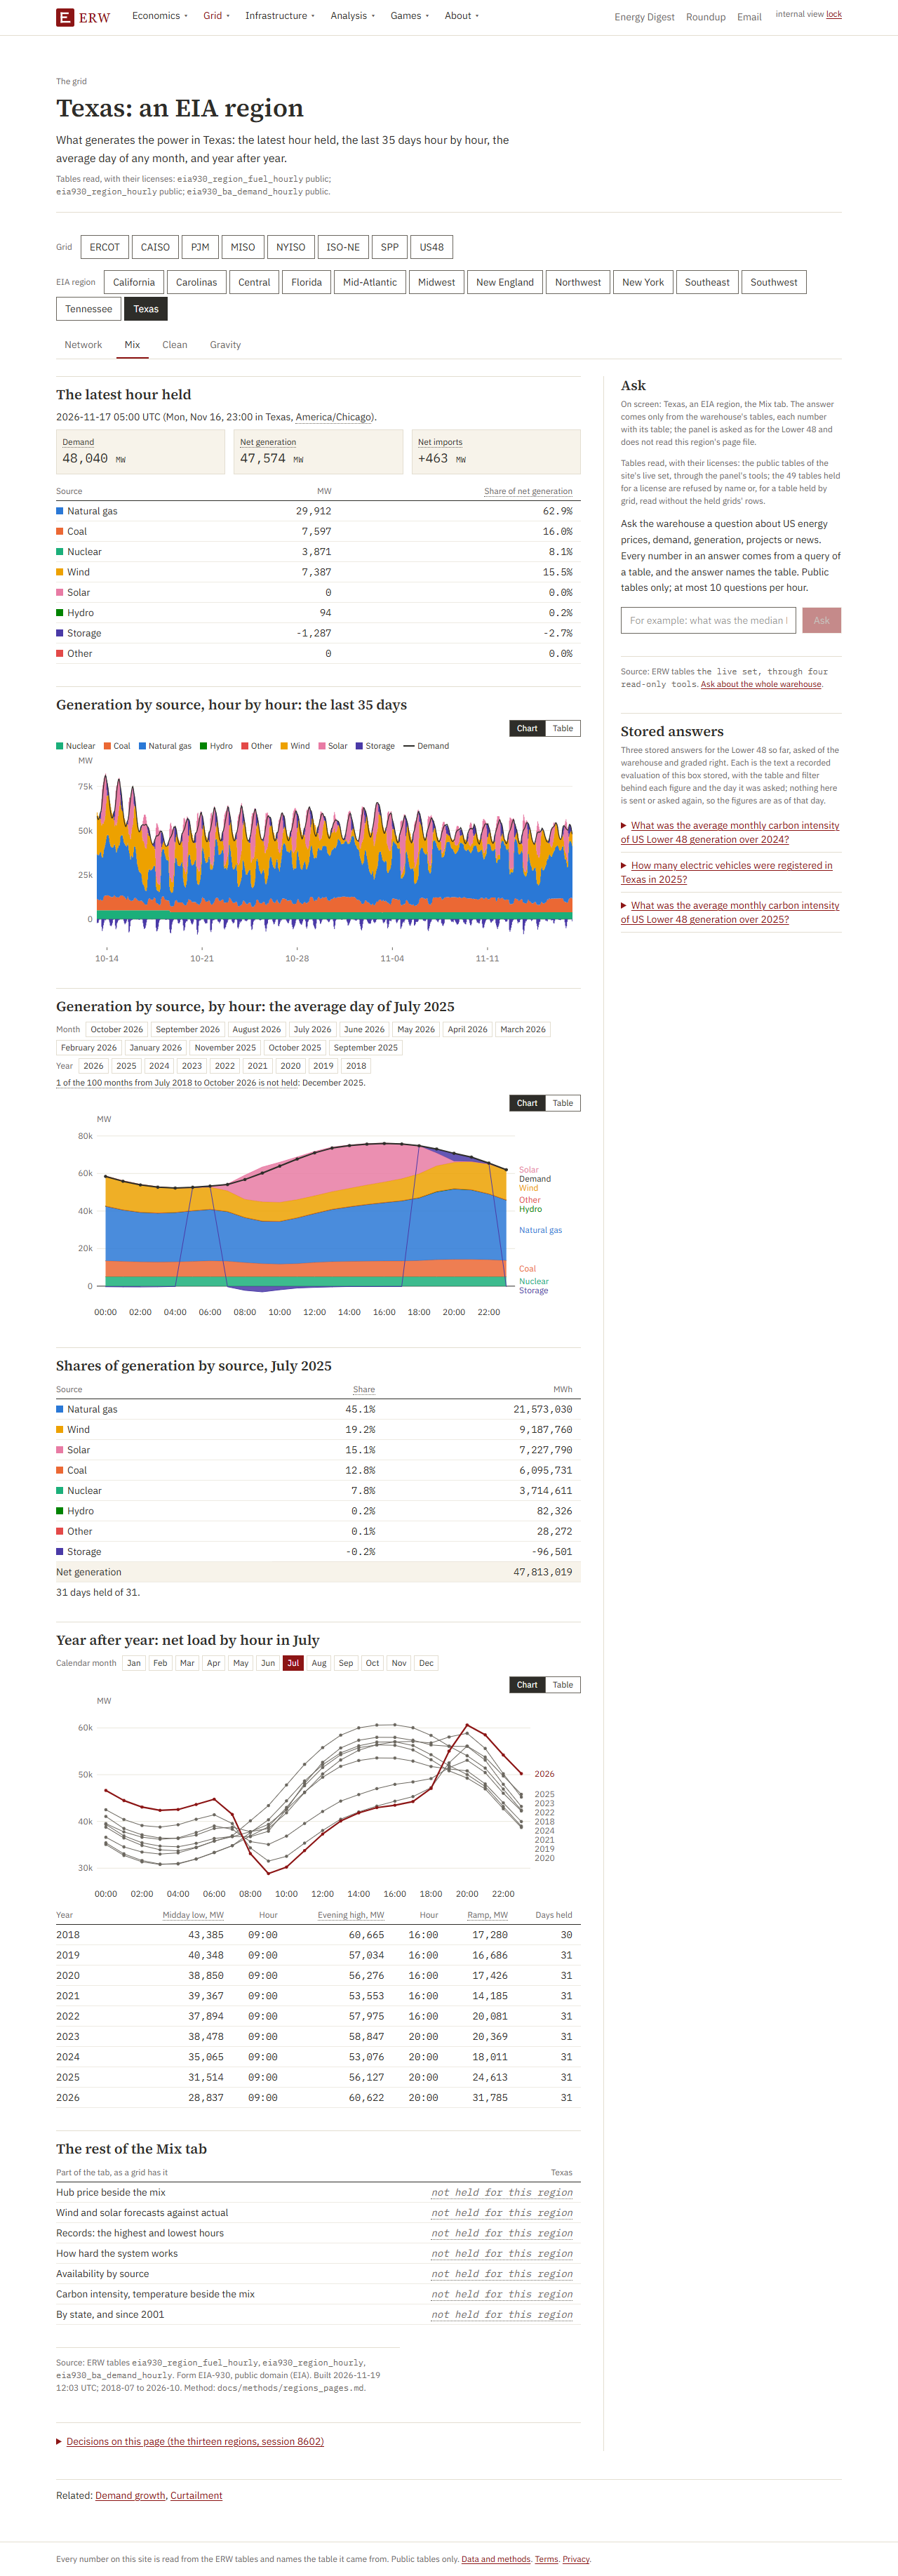 ERW
Economics
Grid
Infrastructure
Analysis
Games
About
Energy Digest
Roundup
Email
internal view lock
The grid
Texas: an EIA region
What generates the power in Texas: the latest hour held, the last 35 days hour by hour, the
average day of any month, and year after year.
Tables read, with their licenses: eia930_region_fuel_hourly public;
eia930_region_hourly public; eia930_ba_demand_hourly public.
Grid ERCOT CAISO PJM MISO NYISO ISO-NE SPP US48
EIA region California Carolinas Central Florida Mid-Atlantic Midwest New England Northwest New York Southeast Southwest
Tennessee Texas
Network Mix Clean Gravity
The latest hour held
2026-11-17 05:00 UTC (Mon, Nov 16, 23:00 in Texas, America/Chicago).
Demand
48,040 MW
Net generation
47,574 MW
Net imports
+463 MW
Source MW Share of net generation
Natural gas 29,912 62.9%
Coal 7,597 16.0%
Nuclear 3,871 8.1%
Wind 7,387 15.5%
Solar 0 0.0%
Hydro 94 0.2%
Storage -1,287 -2.7%
Other 0 0.0%
Generation by source, hour by hour: the last 35 days
Chart Table
Nuclear Coal Natural gas Hydro Other Wind Solar Storage Demand
MW
75k
50k
25k
0
10-14 10-21 10-28 11-04 11-11
Generation by source, by hour: the average day of July 2025
Month October 2026 September 2026 August 2026 July 2026 June 2026 May 2026 April 2026 March 2026
February 2026 January 2026 November 2025 October 2025 September 2025
Year 2026 2025 2024 2023 2022 2021 2020 2019 2018
1 of the 100 months from July 2018 to October 2026 is not held: December 2025.
Chart Table
MW
80k
60k
40k
20k
0
Solar
Demand
Wind
Other
Hydro
Natural gas
Coal
Nuclear
Storage
00:00 02:00 04:00 06:00 08:00 10:00 12:00 14:00 16:00 18:00 20:00 22:00
Shares of generation by source, July 2025
Source Share MWh
Natural gas 45.1% 21,573,030
Wind 19.2% 9,187,760
Solar 15.1% 7,227,790
Coal 12.8% 6,095,731
Nuclear 7.8% 3,714,611
Hydro 0.2% 82,326
Other 0.1% 28,272
Storage -0.2% -96,501
Net generation 47,813,019
31 days held of 31.
Year after year: net load by hour in July
Calendar month Jan Feb Mar Apr May Jun Jul Aug Sep Oct Nov Dec
Chart Table
MW
60k
50k
40k
30k
2026
2025
2023
2022
2018
2024
2021
2019
2020
00:00 02:00 04:00 06:00 08:00 10:00 12:00 14:00 16:00 18:00 20:00 22:00
Year Midday low, MW Hour Evening high, MW Hour Ramp, MW Days held
2018 43,385 09:00 60,665 16:00 17,280 30
2019 40,348 09:00 57,034 16:00 16,686 31
2020 38,850 09:00 56,276 16:00 17,426 31
2021 39,367 09:00 53,553 16:00 14,185 31
2022 37,894 09:00 57,975 16:00 20,081 31
2023 38,478 09:00 58,847 20:00 20,369 31
2024 35,065 09:00 53,076 20:00 18,011 31
2025 31,514 09:00 56,127 20:00 24,613 31
2026 28,837 09:00 60,622 20:00 31,785 31
The rest of the Mix tab
Part of the tab, as a grid has it Texas
Hub price beside the mix not held for this region
Wind and solar forecasts against actual not held for this region
Records: the highest and lowest hours not held for this region
How hard the system works not held for this region
Availability by source not held for this region
Carbon intensity, temperature beside the mix not held for this region
By state, and since 2001 not held for this region
Source: ERW tables eia930_region_fuel_hourly, eia930_region_hourly,
eia930_ba_demand_hourly. Form EIA-930, public domain (EIA). Built 2026-11-19
12:03 UTC; 2018-07 to 2026-10. Method: docs/methods/regions_pages.md.
Decisions on this page (the thirteen regions, session 8602)
Ask
On screen: Texas, an EIA region, the Mix tab. The answer
comes only from the warehouse's tables, each number
with its table; the panel is asked as for the Lower 48 and
does not read this region's page file.
Tables read, with their licenses: the public tables of the
site's live set, through the panel's tools; the 49 tables held
for a license are refused by name or, for a table held by
grid, read without the held grids' rows.
Ask the warehouse a question about US energy
prices, demand, generation, projects or news.
Every number in an answer comes from a query of
a table, and the answer names the table. Public
tables only; at most 10 questions per hour.
For example: what was the median
Ask
Source: ERW tables the live set, through four
read-only tools. Ask about the whole warehouse.
Stored answers
Three stored answers for the Lower 48 so far, asked of the
warehouse and graded right. Each is the text a recorded
evaluation of this box stored, with the table and filter
behind each figure and the day it was asked; nothing here
is sent or asked again, so the figures are as of that day.
What was the average monthly carbon intensity
of US Lower 48 generation over 2024?
How many electric vehicles were registered in
Texas in 2025?
What was the average monthly carbon intensity
of US Lower 48 generation over 2025?
Related: Demand growth, Curtailment
Every number on this site is read from the ERW tables and names the table it came from. Public tables only. Data and methods. Terms. Privacy.